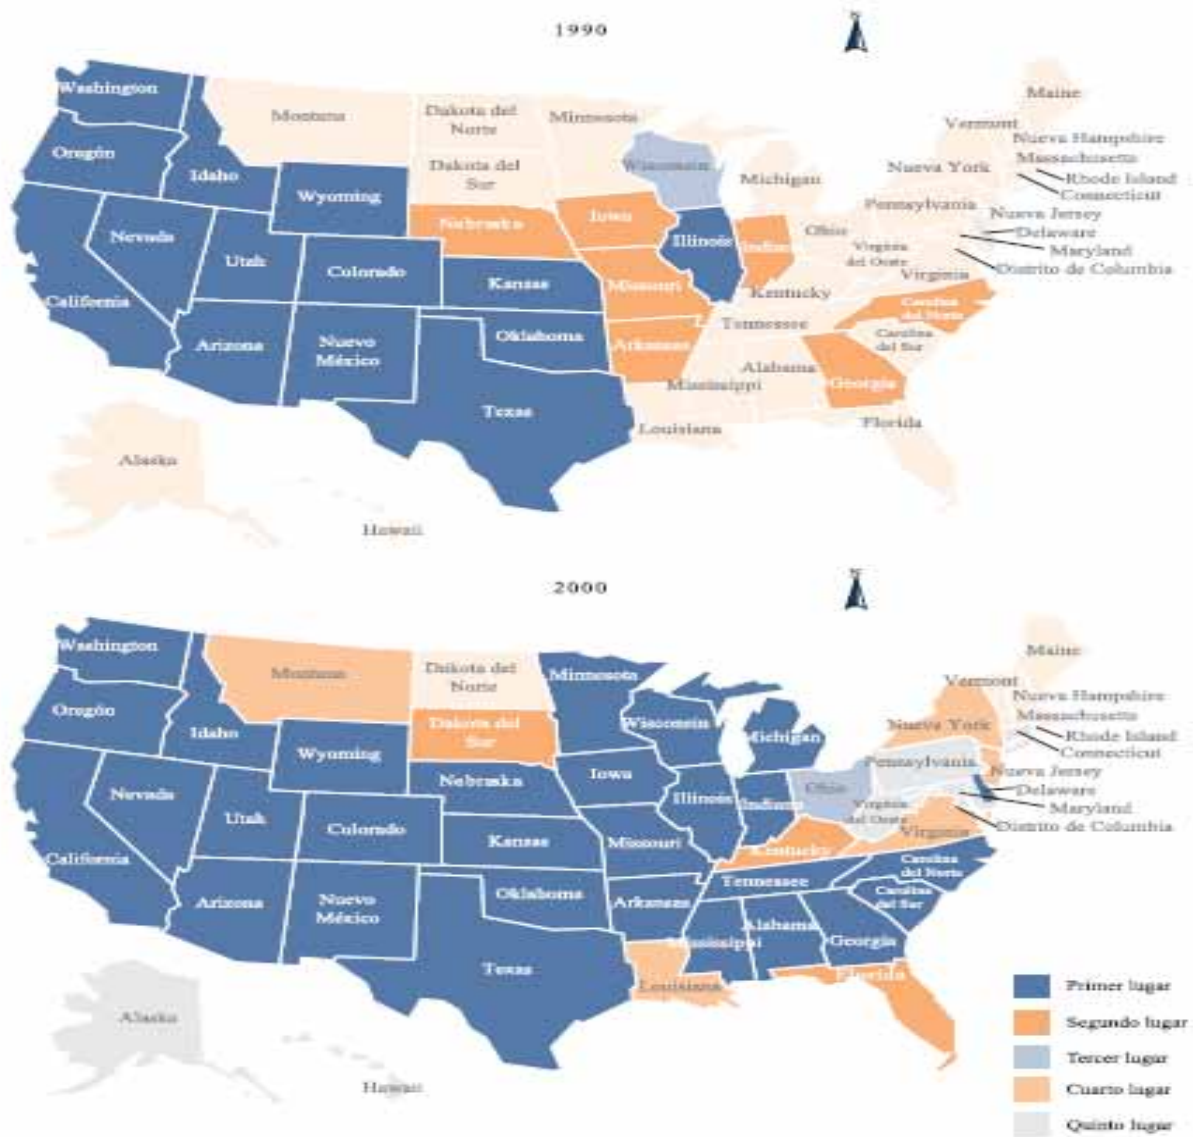 1990
N
Washington
Montana
Dakota del
Norte
Minnesota
Maine
Vermont
Nueva Hampshire
Massachusetts
Rhode Island
Connecticut
Oregón
Idaho
Wyoming
Dakota del
Sur
Wisconsin
Michigan
Nueva York
Pennsylvania
Nueva Jersey
Delaware
Maryland
Distrito de Columbia
Nevada
Utah
Colorado
Nebraska
Iowa
Illinois
Indiana
Ohio
Virginia
del Oeste
Virginia
California
Kansas
Missouri
Kentucky
Carolina
del Norte
Arizona
Nuevo
México
Oklahoma
Arkansas
Tennessee
Carolina
del Sur
Texas
Mississippi
Alabama
Georgia
Louisiana
Florida
Alaska
Hawaii
2000
N
Washington
Montana
Dakota del
Norte
Minnesota
Maine
Vermont
Nueva Hampshire
Massachusetts
Rhode Island
Connecticut
Oregón
Idaho
Wyoming
Dakota del
Sur
Wisconsin
Michigan
Nueva York
Pennsylvania
Nueva Jersey
Delaware
Maryland
Distrito de Columbia
Nevada
Utah
Colorado
Nebraska
Iowa
Illinois
Indiana
Ohio
Virginia
del Oeste
Virginia
California
Kansas
Missouri
Kentucky
Carolina
del Norte
Arizona
Nuevo
México
Oklahoma
Arkansas
Tennessee
Carolina
del Sur
Texas
Mississippi
Alabama
Georgia
Louisiana
Florida
Alaska
Hawaii
Primer lugar
Segundo lugar
Tercer lugar
Cuarto lugar
Quinto lugar